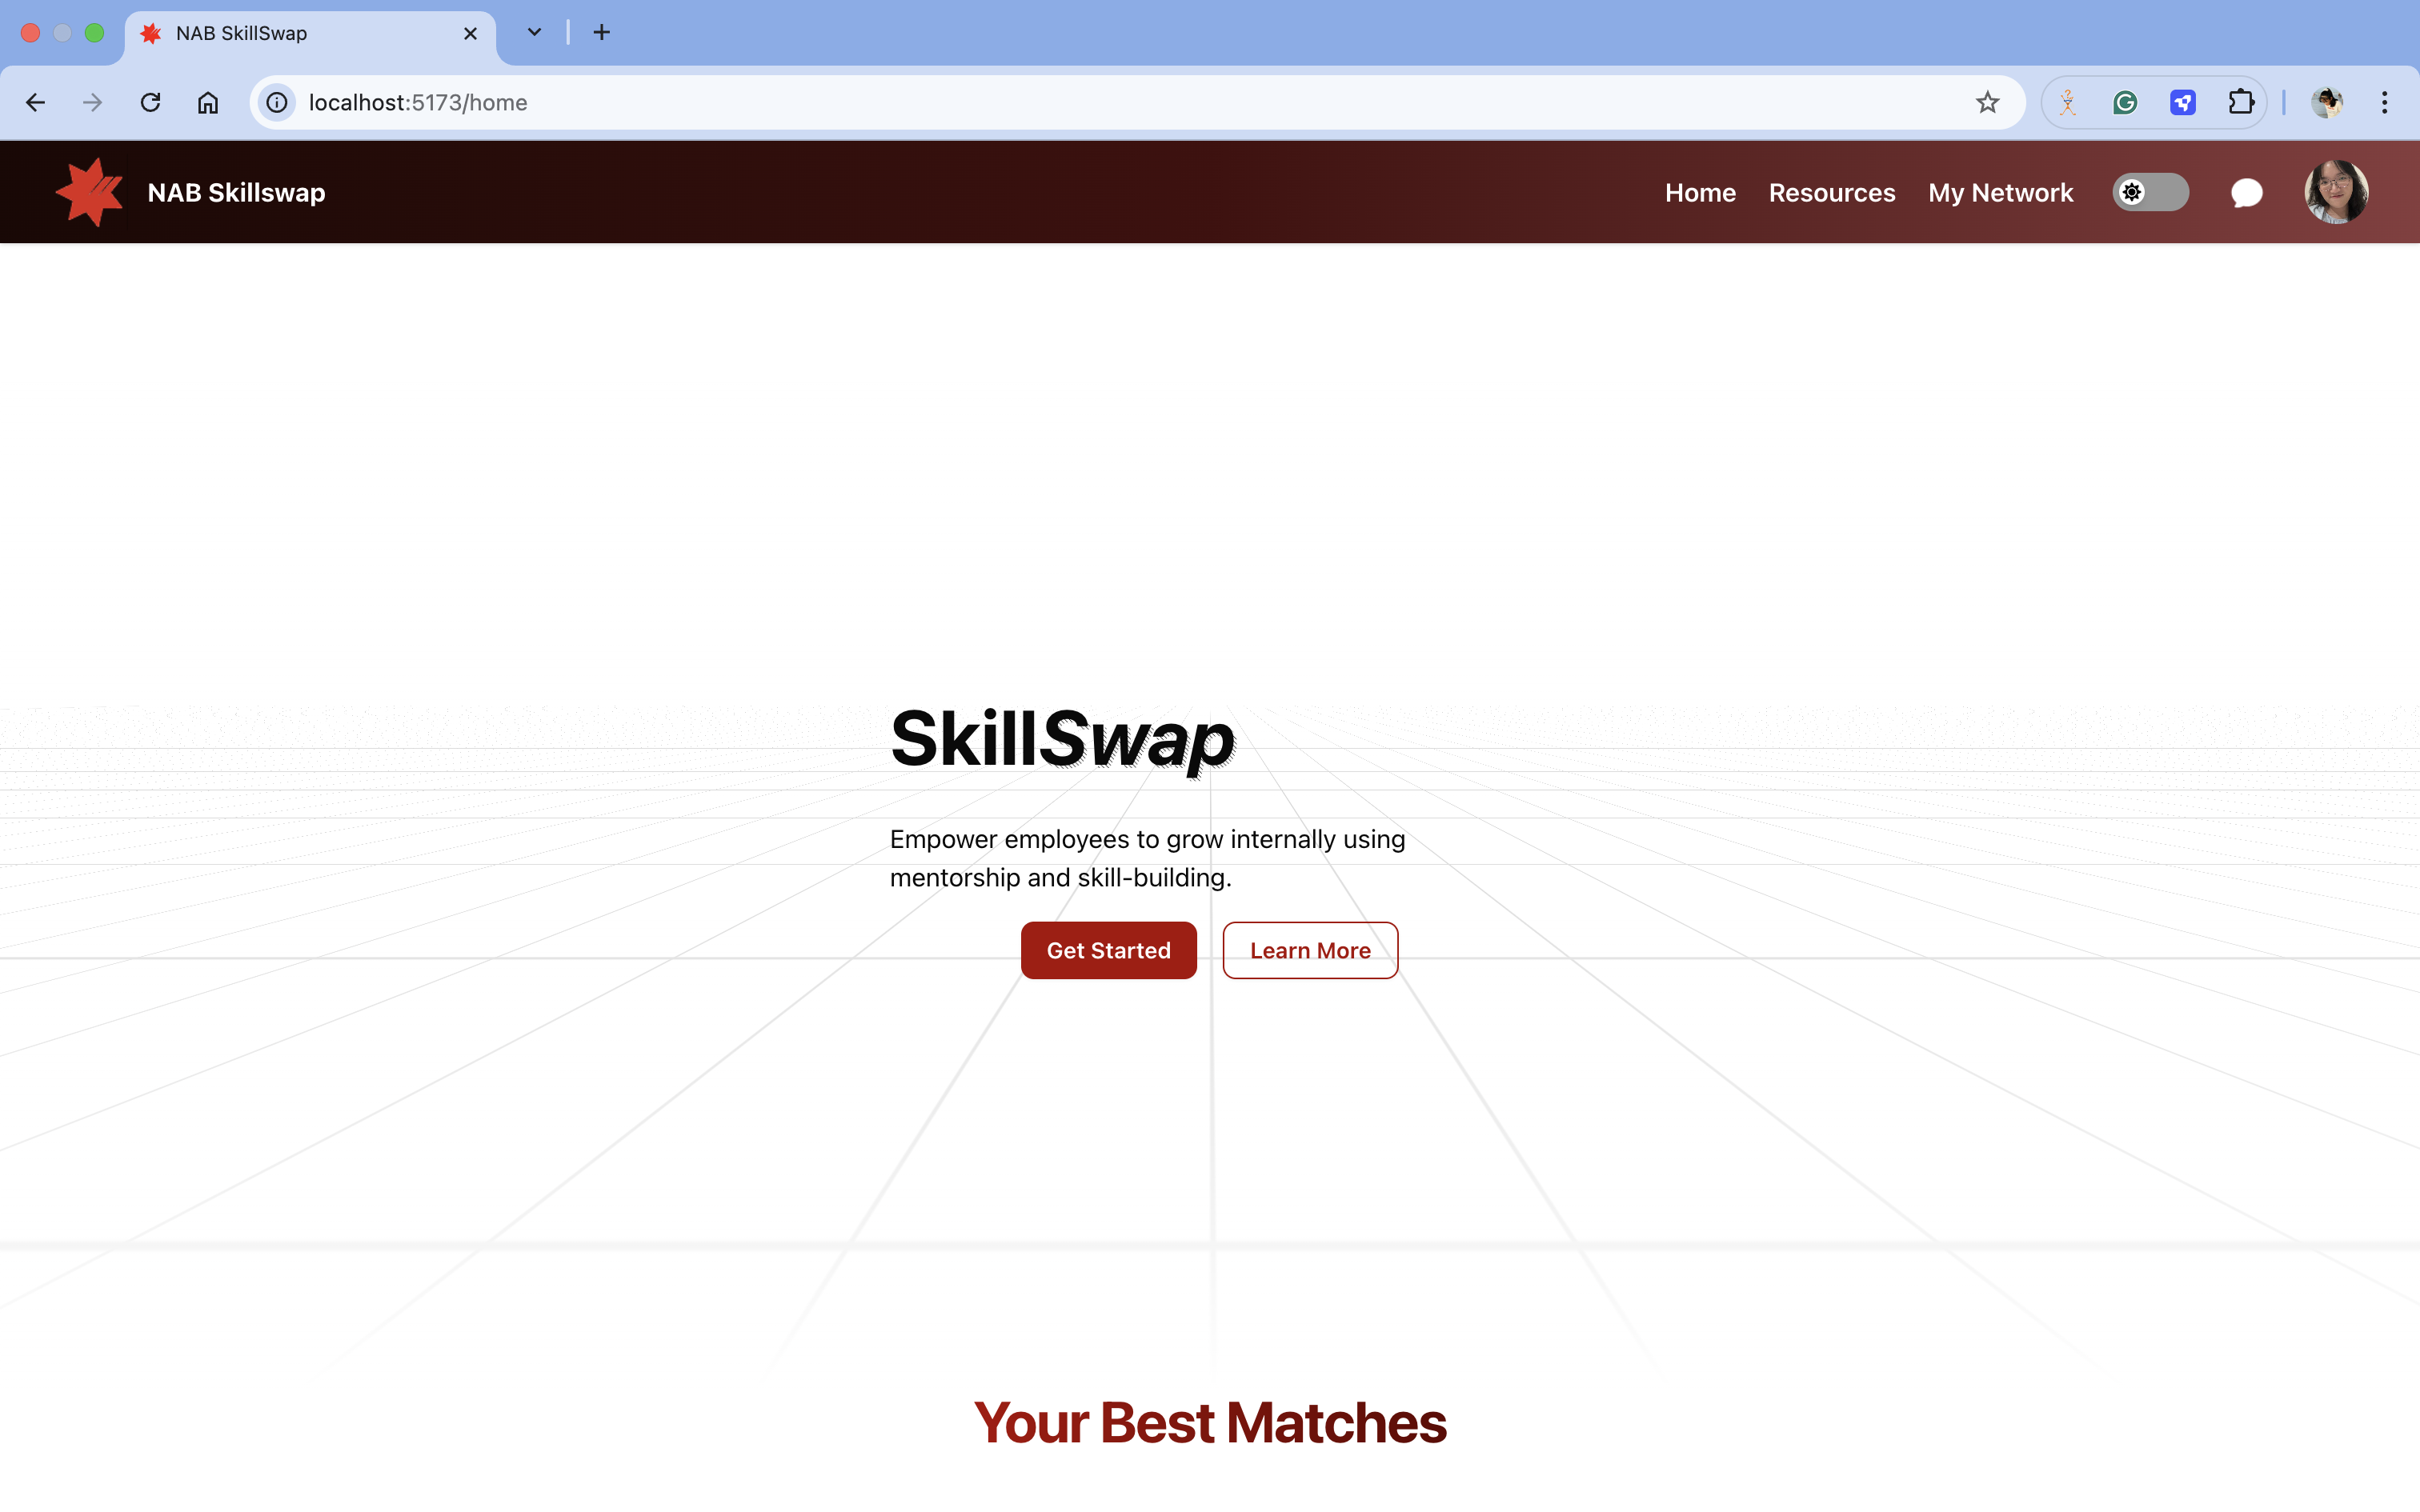 NAB SkillSwap
localhost:5173/home
NAB Skillswap
Home Resources My Network
SkillSwap
Empower employees to grow internally using
mentorship and skill-building.
Get Started Learn More
Your Best Matches